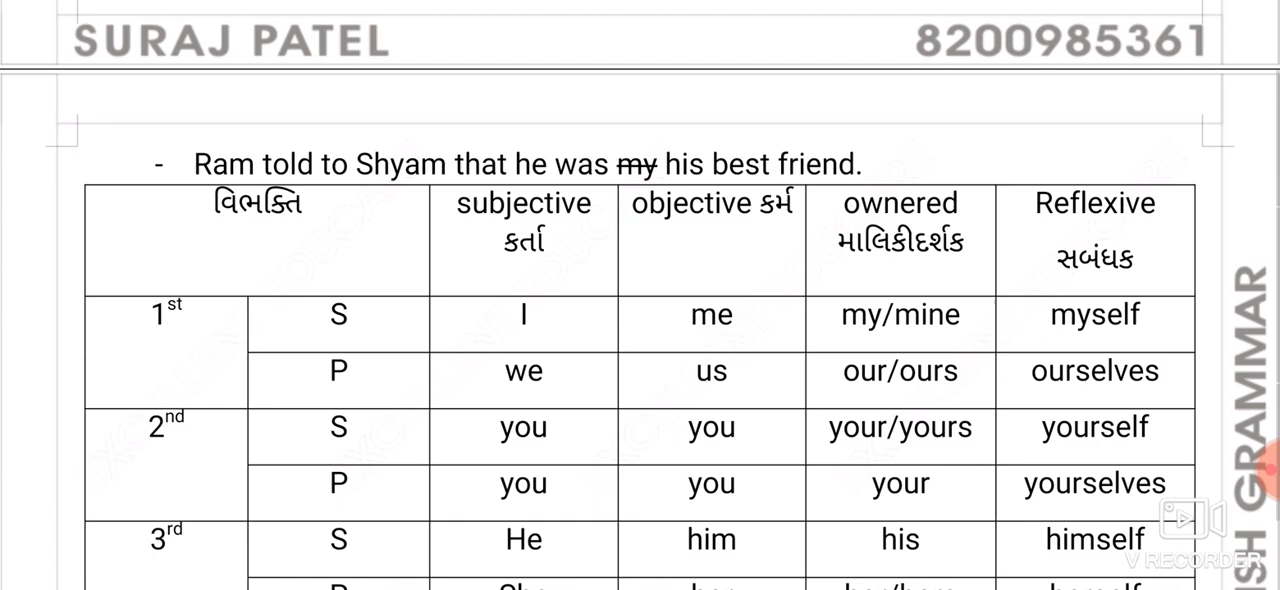 SURAJ PATEL 8200985361
- Ram told to Shyam that he was my his best friend.
વિભક્તિ subjective objective કર્મ ownered Reflexive
કર્તા માલિકીદર્શક સબંધક
1st S I me my/mine myself
P we us our/ours ourselves
2nd S you you your/yours yourself
P you you your yourselves
3rd S He him his himself
GRAMMAR
V RECORDER